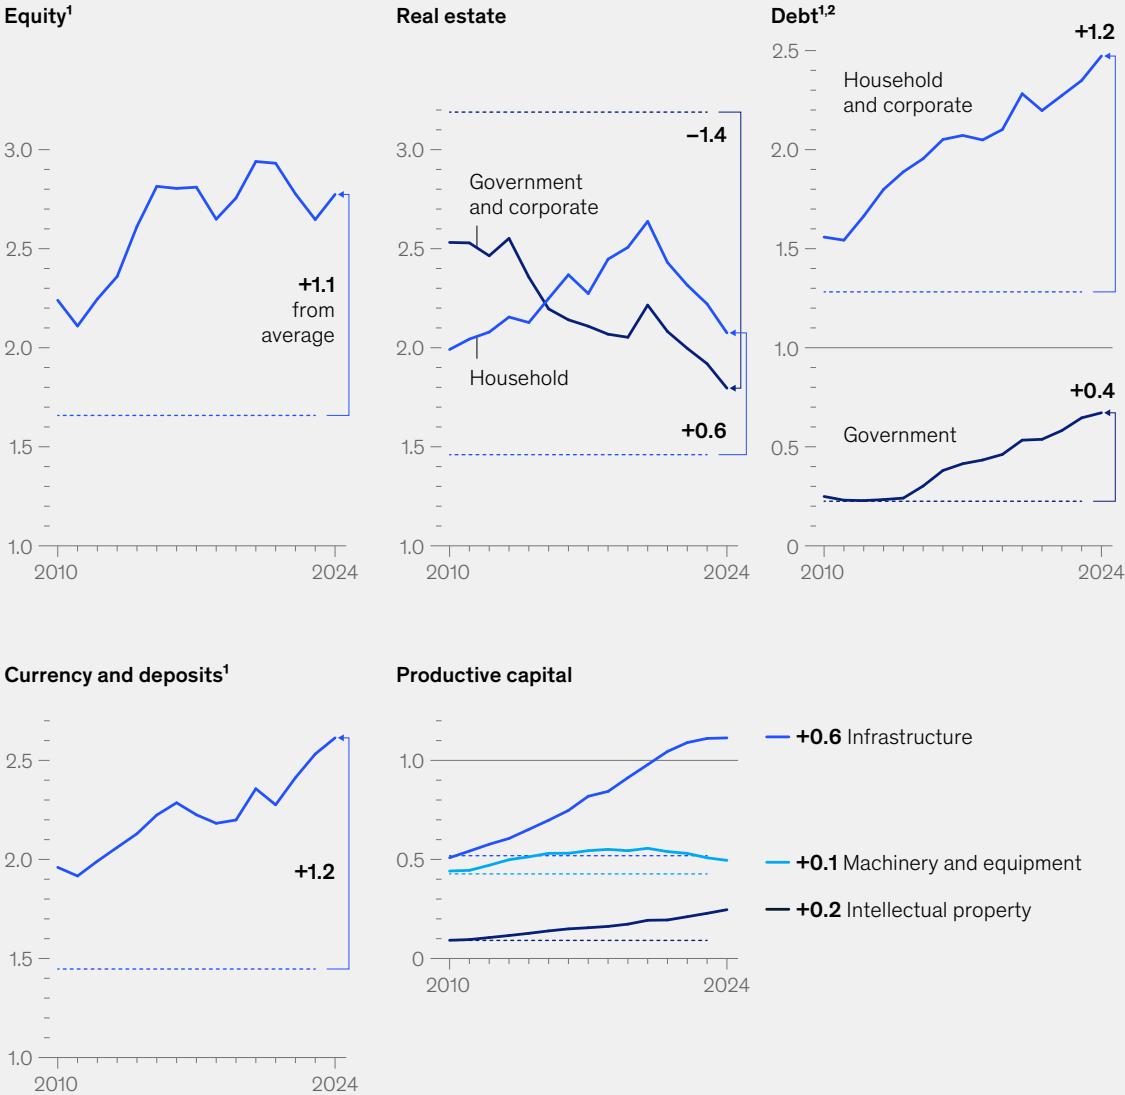 Equity¹
3.0
2.5
2.0
1.5
1.0
+1.1
from
average
2010
2024
Real estate
3.0
2.5
2.0
1.5
1.0
−1.4
Government
and corporate
Household
+0.6
2010
2024
Debt¹,²
+1.2
2.5
2.0
1.5
1.0
0.5
0
Household
and corporate
+0.4
Government
2010
2024
Currency and deposits¹
2.5
2.0
1.5
1.0
+1.2
2010
2024
Productive capital
1.0
0.5
0
2010
2024
+0.6 Infrastructure
+0.1 Machinery and equipment
+0.2 Intellectual property